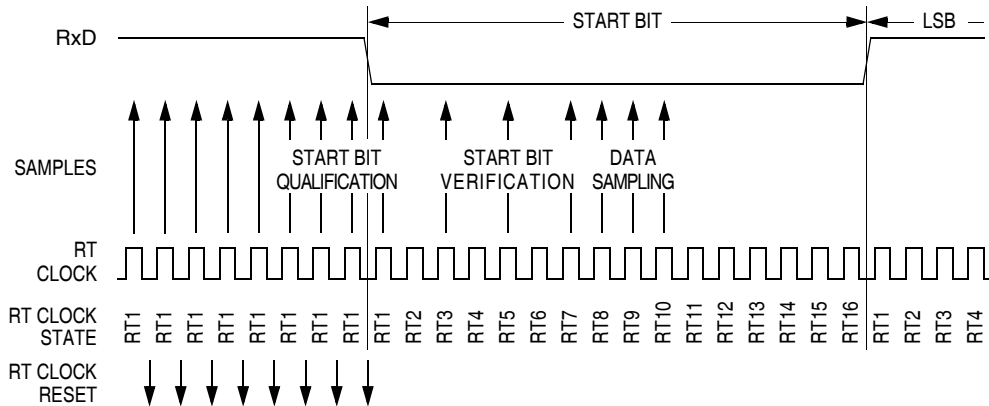 START BIT
LSB
RxD
SAMPLES
START BIT
QUALIFICATION
START BIT
VERIFICATION
DATA
SAMPLING
RT
CLOCK
RT CLOCK
STATE
RT1 RT1 RT1 RT1 RT1 RT1 RT1 RT1 RT1 RT2 RT3 RT4 RT5 RT6 RT7 RT8 RT9 RT10 RT11 RT12 RT13 RT14 RT15 RT16 RT1 RT2 RT3 RT4
RT CLOCK
RESET